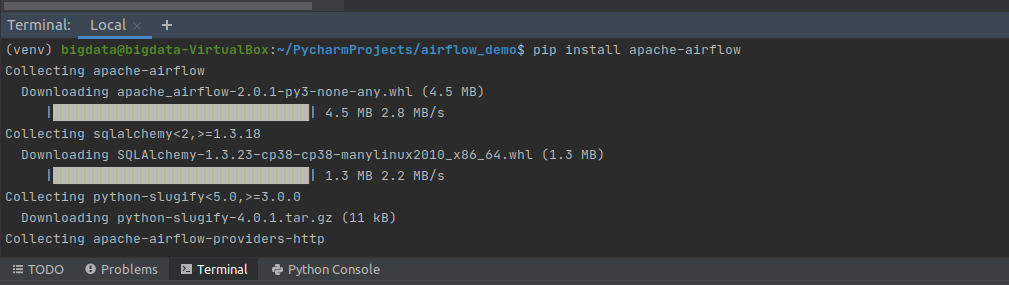 Terminal: Local × +
(venv) bigdata@bigdata-VirtualBox:~/PycharmProjects/airflow_demo$ pip install apache-airflow
Collecting apache-airflow
Downloading apache_airflow-2.0.1-py3-none-any.whl (4.5 MB)
|████████████████████████████████| 4.5 MB 2.8 MB/s
Collecting sqlalchemy<2,>=1.3.18
Downloading SQLAlchemy-1.3.23-cp38-cp38-manylinux2010_x86_64.whl (1.3 MB)
|████████████████████████████████| 1.3 MB 2.2 MB/s
Collecting python-slugify<5.0,>=3.0.0
Downloading python-slugify-4.0.1.tar.gz (11 kB)
Collecting apache-airflow-providers-http
TODO Problems Terminal Python Console